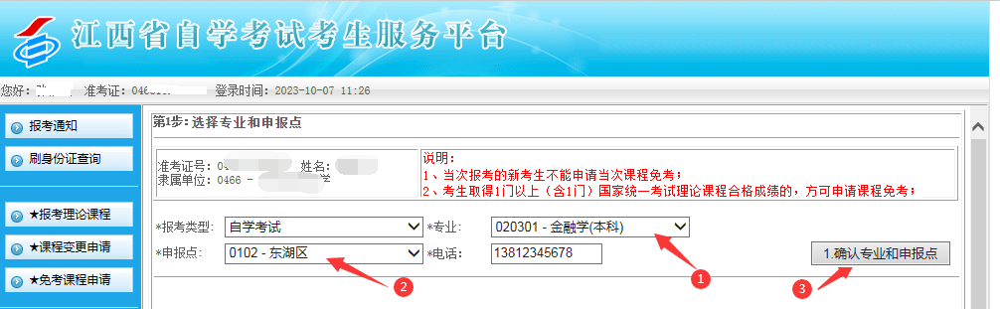 江西省自学考试考生服务平台
您好: 准考证: 登录时间: 2023-10-07 11:26
报考通知
刷身份证查询
★报考理论课程
★课程变更申请
★免考课程申请
第1步: 选择专业和申报点
准考证号: 姓名:
隶属单位: 0466 - 学
说明:
1、当次报考的新考生不能申请当次课程免考;
2、考生取得1门以上（含1门）国家统一考试理论课程合格成绩的，方可申请课程免考;
*报考类型: 自学考试 *专业: 020301 - 金融学(本科)
*申报点: 0102 - 东湖区 *电话: 13812345678
1.确认专业和申报点
1
2
3